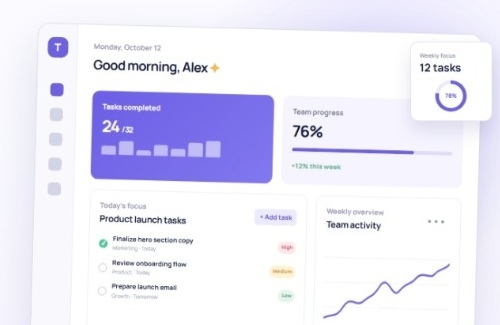 T
Monday, October 12
Good morning, Alex
Weekly focus
12 tasks
78%
Tasks completed
24 /32
Team progress
76%
+12% this week
Today's focus
Product launch tasks
+ Add task
Finalize hero section copy
Marketing · Today
High
Review onboarding flow
Product · Today
Medium
Prepare launch email
Growth · Tomorrow
Low
Weekly overview
Team activity